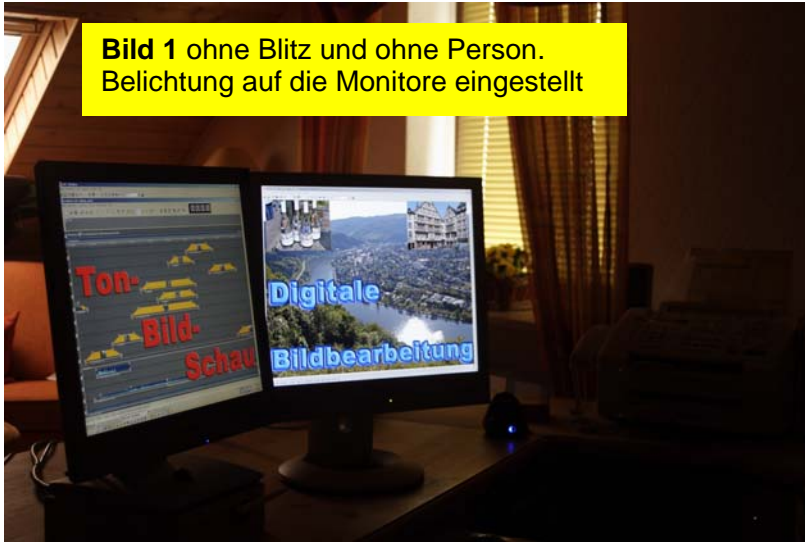 Bild 1 ohne Blitz und ohne Person.
Belichtung auf die Monitore eingestellt
Ton-
Bild-
Schau
Digitale
Bildbearbeitung